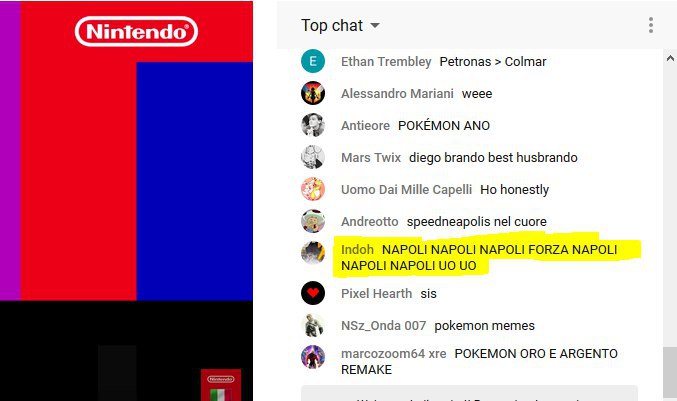 Nintendo
Top chat
E Ethan Trembley Petronas > Colmar
Alessandro Mariani weee
Antieore POKÉMON ANO
Mars Twix diego brando best husbrando
Uomo Dai Mille Capelli Ho honestly
Andreotto speedneapolis nel cuore
Indoh NAPOLI NAPOLI NAPOLI FORZA NAPOLI
NAPOLI NAPOLI UO UO
Pixel Hearth sis
NSz_Onda 007 pokemon memes
marcozoom64 xre POKEMON ORO E ARGENTO
REMAKE
Nintendo